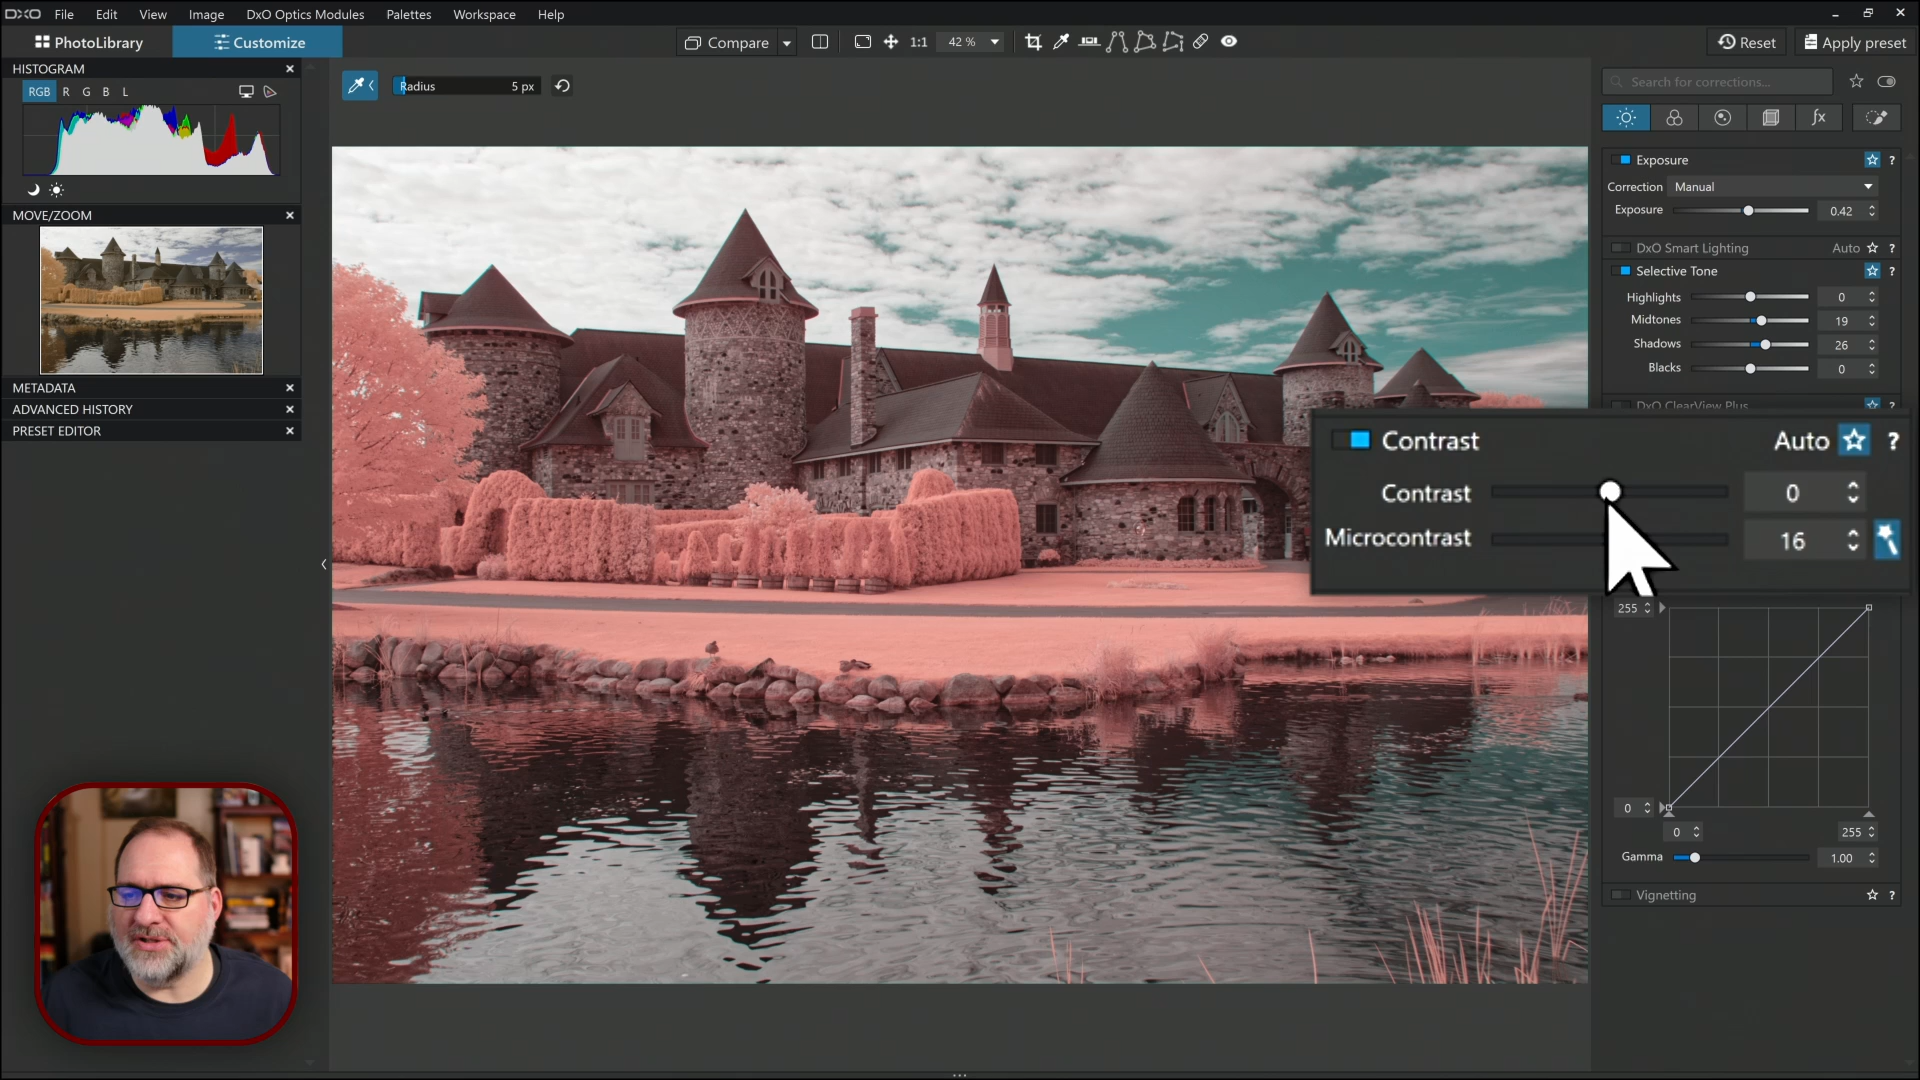 DXO File Edit View Image DxO Optics Modules Palettes Workspace Help
PhotoLibrary Customize Compare 1:1 42 % Reset Apply preset
HISTOGRAM
RGB R G B L
MOVE/ZOOM
METADATA
ADVANCED HISTORY
PRESET EDITOR
Radius 5 px
Search for corrections...
fx
Exposure ?
Correction Manual
Exposure 0.42
DxO Smart Lighting Auto ?
Selective Tone ?
Highlights 0
Midtones 19
Shadows 26
Blacks 0
DxO ClearView Plus ?
Contrast Auto ?
Contrast 0
Microcontrast 16
255
0
0 255
Gamma 1.00
Vignetting ?